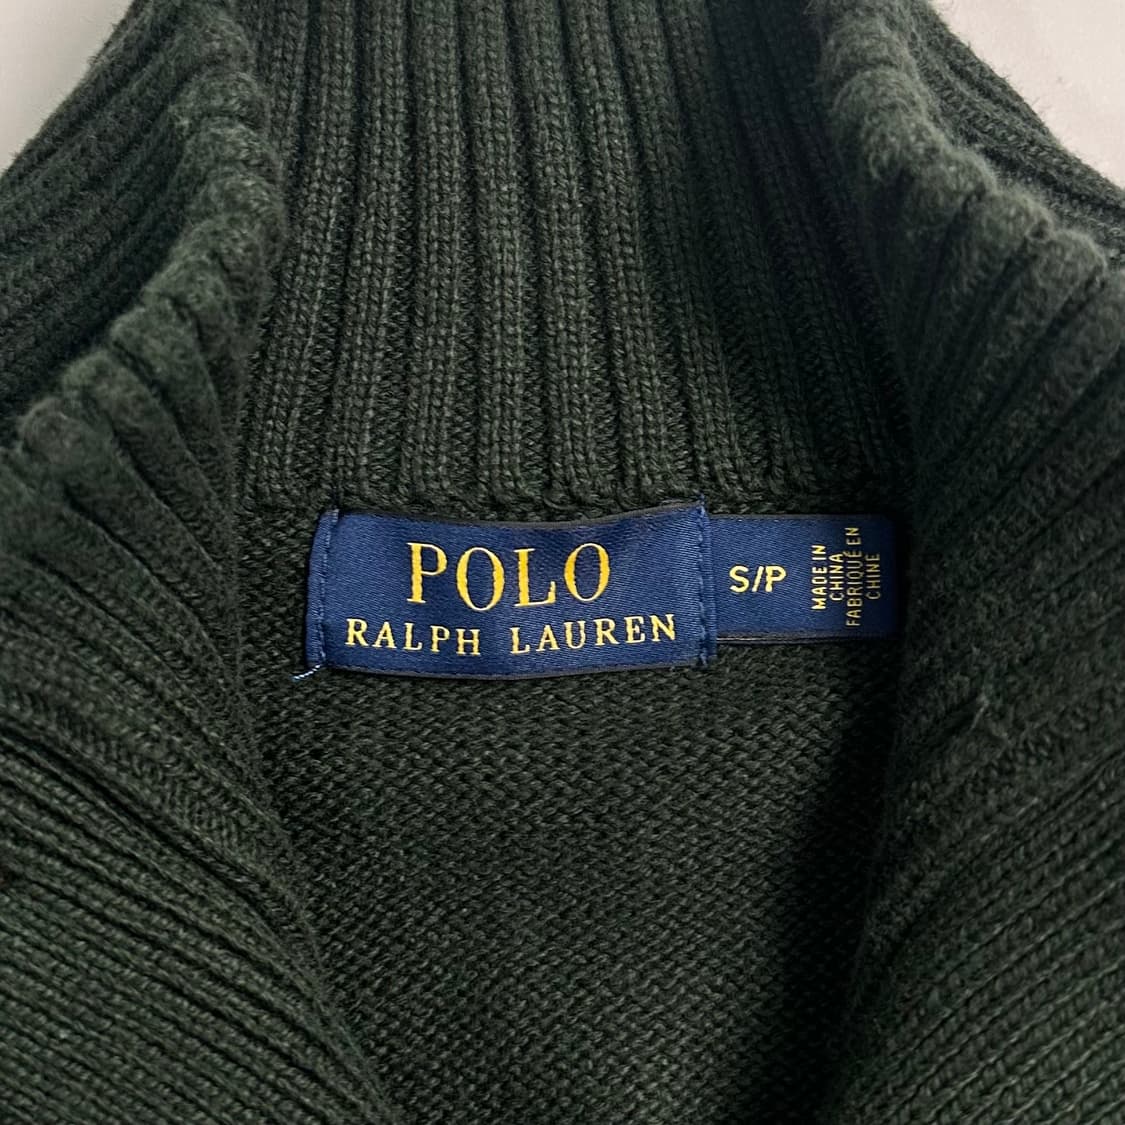 POLO
RALPH LAUREN
S/P
MADE IN
CHINA
FABRIQUÉ EN
CHINE